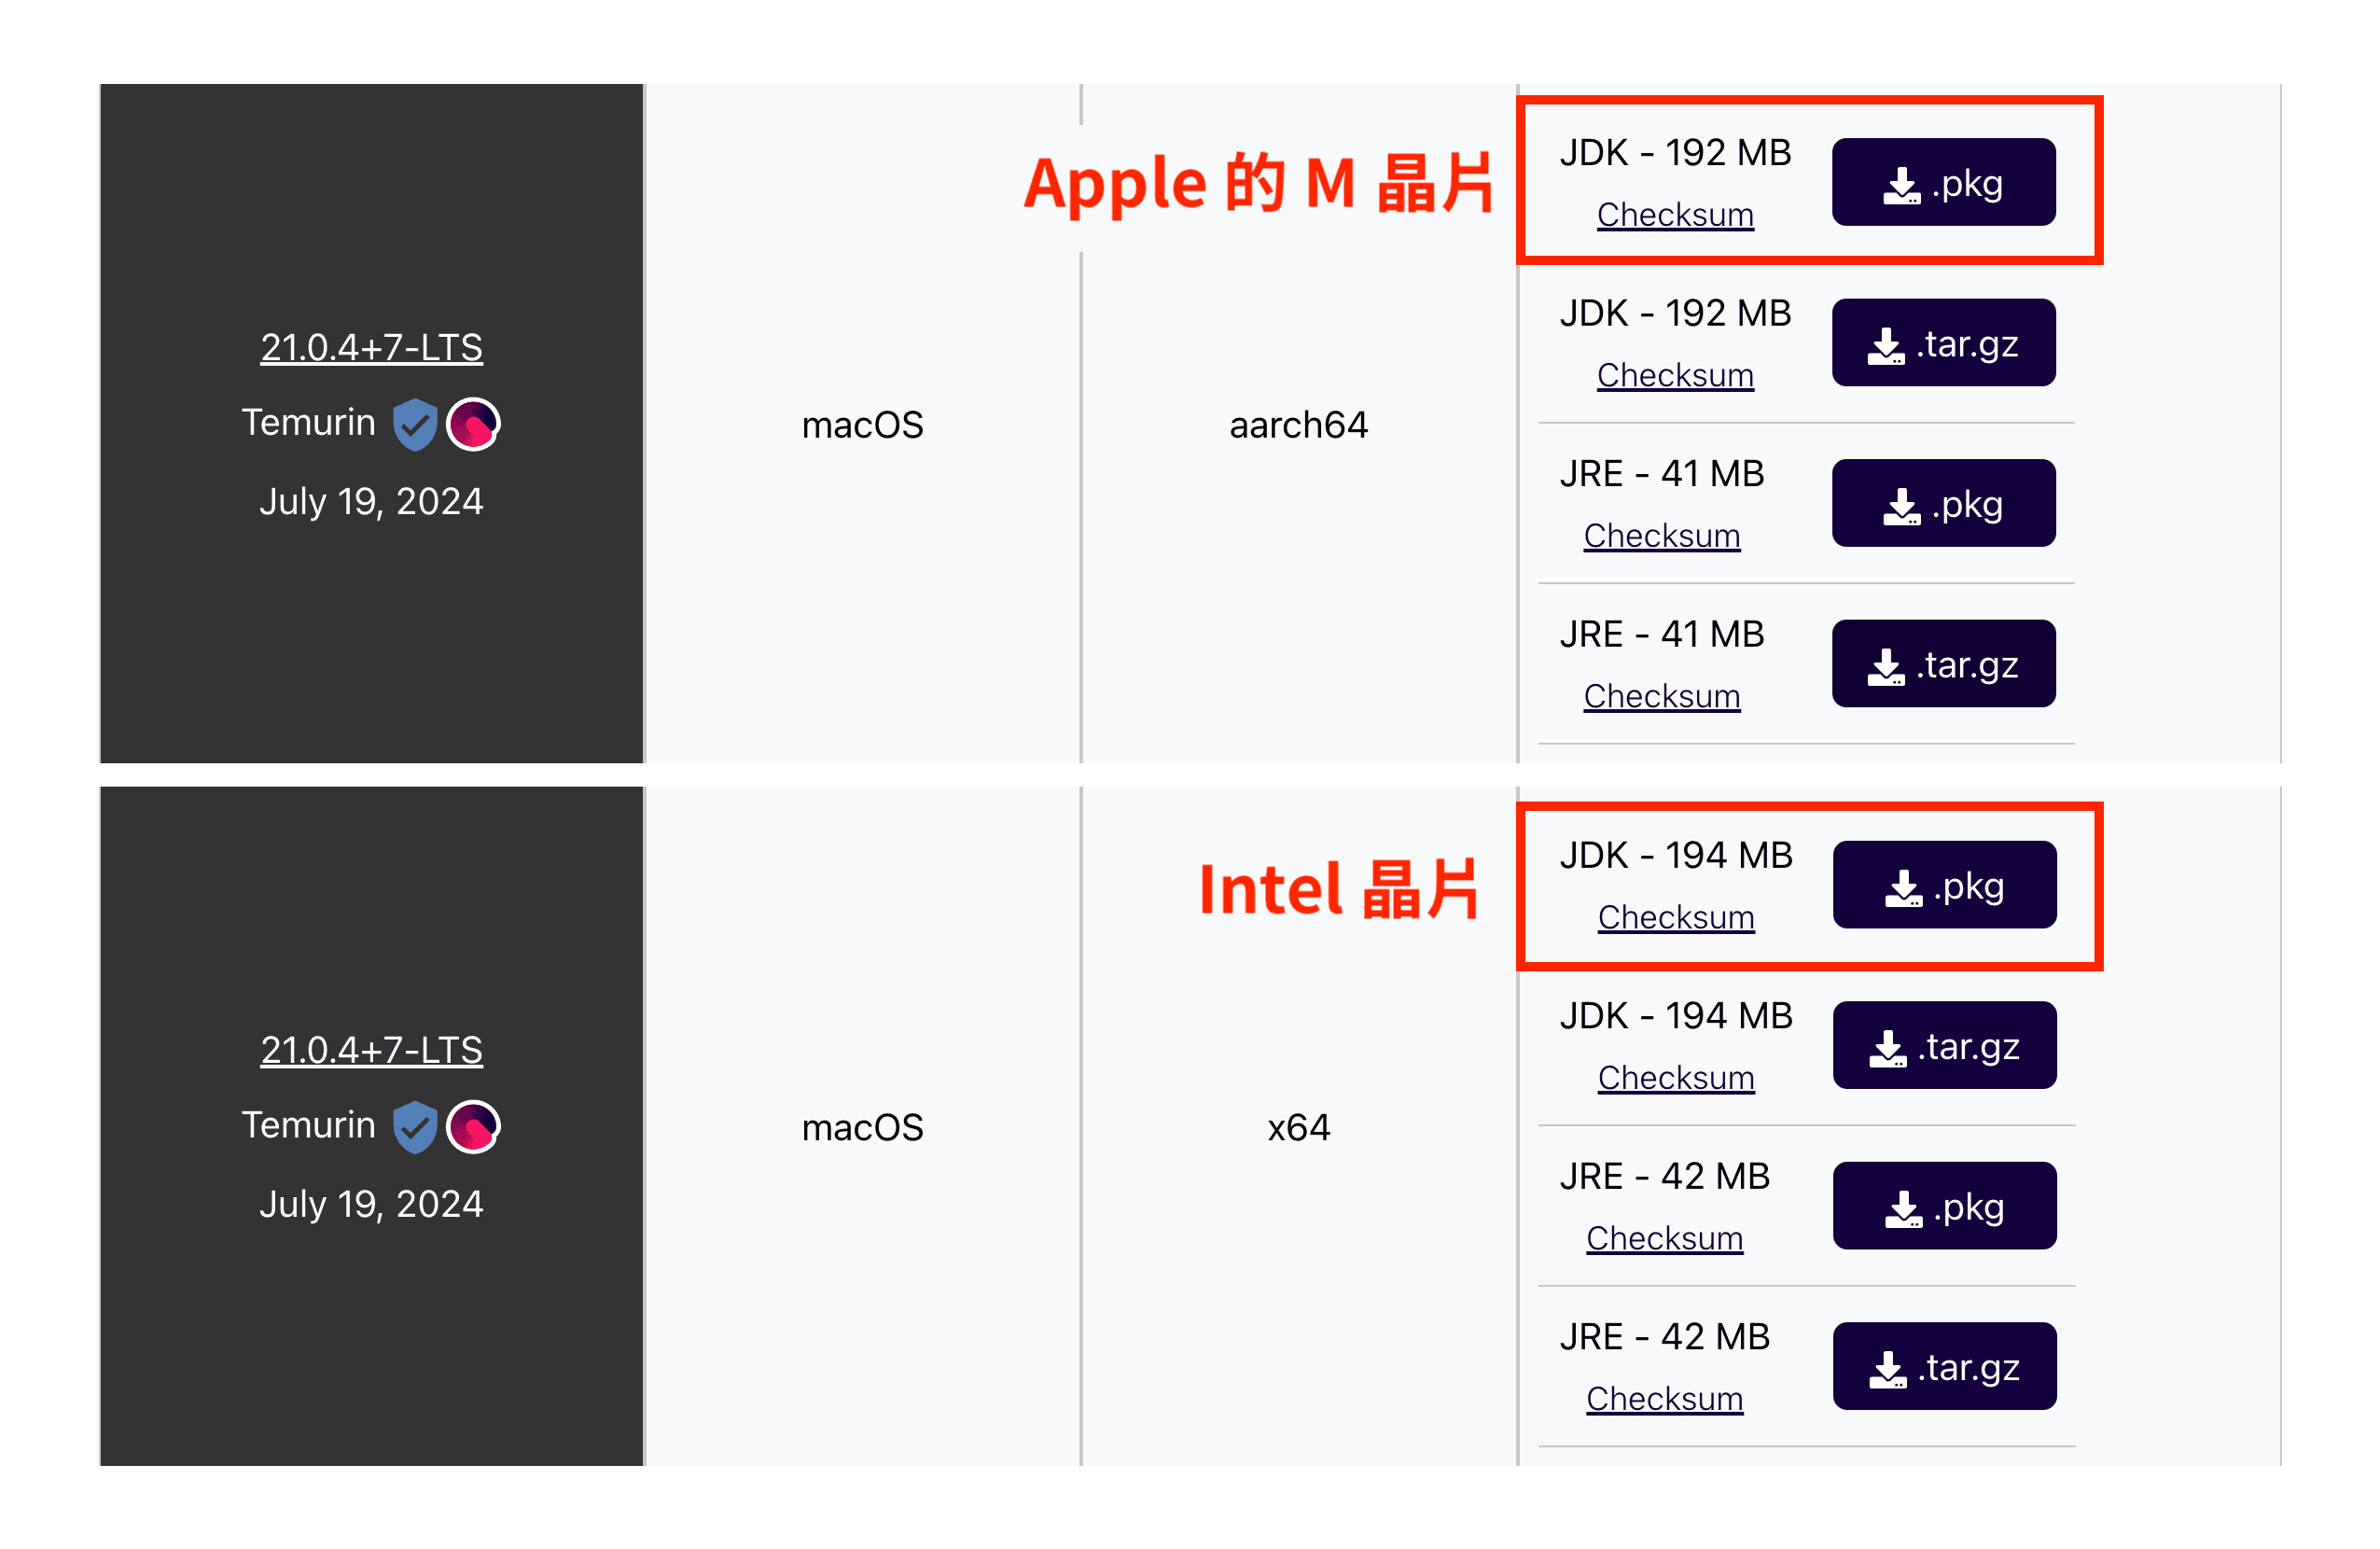 21.0.4+7-LTS
Temurin
July 19, 2024
macOS
aarch64
Apple 的 M 晶片
JDK - 192 MB
Checksum
.pkg
JDK - 192 MB
Checksum
.tar.gz
JRE - 41 MB
Checksum
.pkg
JRE - 41 MB
Checksum
.tar.gz
21.0.4+7-LTS
Temurin
July 19, 2024
macOS
x64
Intel 晶片
JDK - 194 MB
Checksum
.pkg
JDK - 194 MB
Checksum
.tar.gz
JRE - 42 MB
Checksum
.pkg
JRE - 42 MB
Checksum
.tar.gz